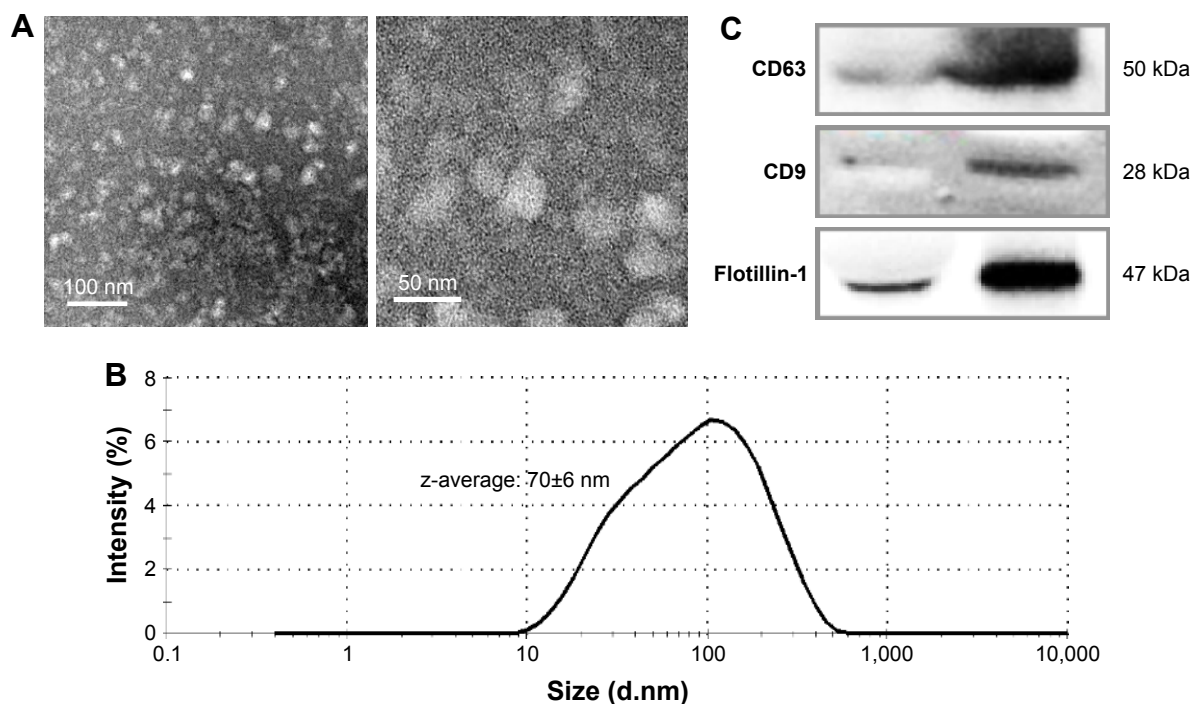 A
100 nm
50 nm
C
CD63
50 kDa
CD9
28 kDa
Flotillin-1
47 kDa
B
8
6
4
2
0
Intensity (%)
z-average: 70±6 nm
0.1
1
10
100
1,000
10,000
Size (d.nm)